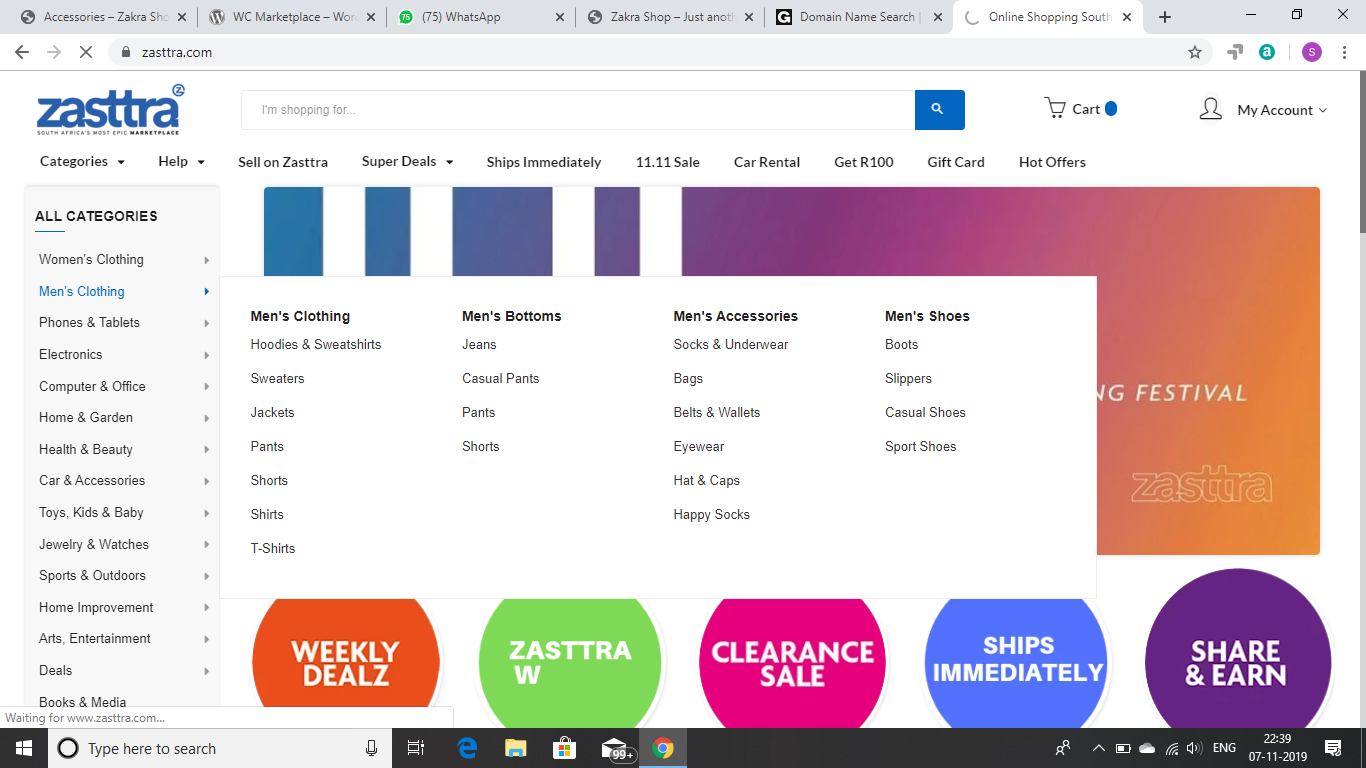 Accessories – Zakra Sho
WC Marketplace – Wor
(75) WhatsApp
Zakra Shop – Just anoth
Domain Name Search |
Online Shopping South
zasttra.com
zasttra
SOUTH AFRICA'S MOST EPIC MARKETPLACE
I'm shopping for...
Cart
My Account
Categories
Help
Sell on Zasttra
Super Deals
Ships Immediately
11.11 Sale
Car Rental
Get R100
Gift Card
Hot Offers
ALL CATEGORIES
Women's Clothing
Men's Clothing
Phones & Tablets
Electronics
Computer & Office
Home & Garden
Health & Beauty
Car & Accessories
Toys, Kids & Baby
Jewelry & Watches
Sports & Outdoors
Home Improvement
Arts, Entertainment
Deals
Books & Media
Men's Clothing
Hoodies & Sweatshirts
Sweaters
Jackets
Pants
Shorts
Shirts
T-Shirts
Men's Bottoms
Jeans
Casual Pants
Pants
Shorts
Men's Accessories
Socks & Underwear
Bags
Belts & Wallets
Eyewear
Hat & Caps
Happy Socks
Men's Shoes
Boots
Slippers
Casual Shoes
Sport Shoes
NG FESTIVAL
zasttra
WEEKLY
DEALZ
ZASTTRA
W
CLEARANCE
SALE
SHIPS
IMMEDIATELY
SHARE
& EARN
Waiting for www.zasttra.com...
Type here to search
99+
ENG
22:39
07-11-2019